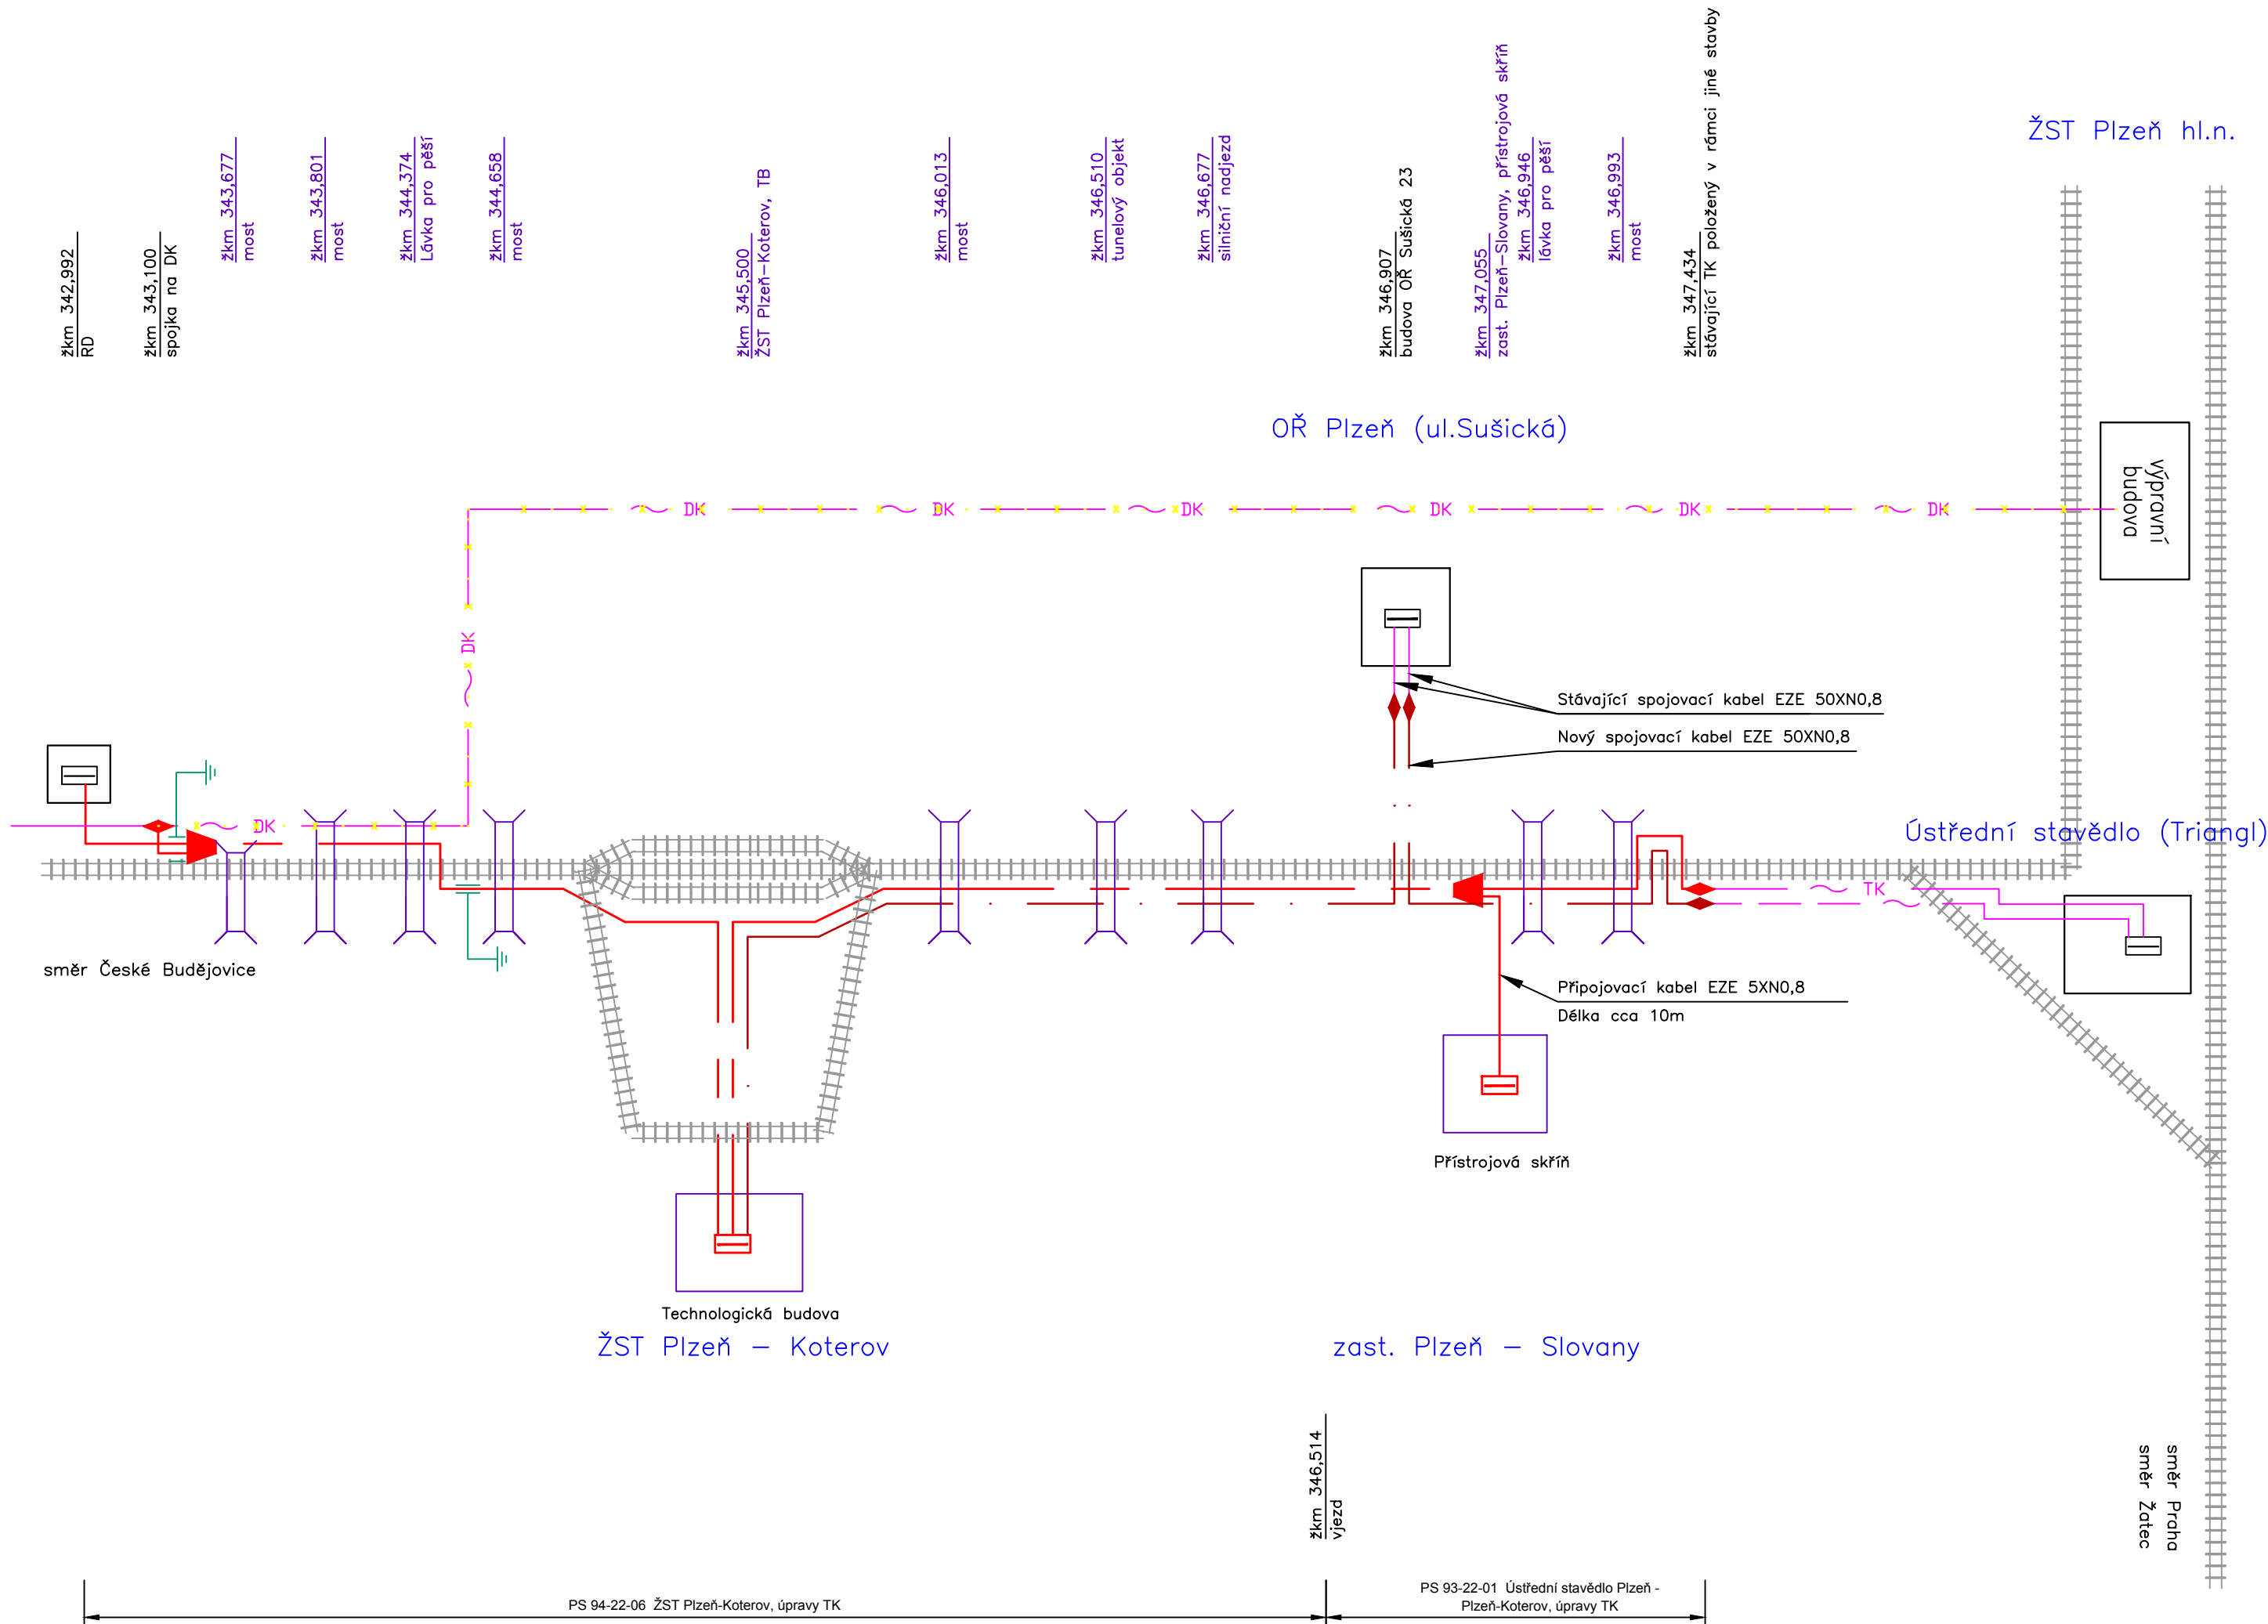 žkm 342,992
RD
žkm 343,100
spojka na DK
žkm 343,677
most
žkm 343,801
most
žkm 344,374
Lávka pro pěší
žkm 344,658
most
žkm 345,500
ŽST Plzeň-Koterov, TB
žkm 346,013
most
žkm 346,510
tunelový objekt
žkm 346,677
silniční nadjezd
žkm 346,907
budova OŘ Sušická 23
žkm 347,055
zast. Plzeň-Slovany, přístrojová skříň
žkm 346,946
lávka pro pěší
žkm 346,993
most
žkm 347,434
stávající TK položený v rámci jiné stavby
ŽST Plzeň hl.n.
OŘ Plzeň (ul.Sušická)
výpravní
budova
DK
DK
DK
DK
DK
DK
DK
Stávající spojovací kabel EZE 50XN0,8
Nový spojovací kabel EZE 50XN0,8
DK
Ústřední stavědlo (Triangl)
TK
směr České Budějovice
Připojovací kabel EZE 5XN0,8
Délka cca 10m
Přístrojová skříň
Technologická budova
ŽST Plzeň - Koterov
zast. Plzeň - Slovany
žkm 346,514
vjezd
směr Praha
směr Žatec
PS 94-22-06 ŽST Plzeň-Koterov, úpravy TK
PS 93-22-01 Ústřední stavědlo Plzeň -
Plzeň-Koterov, úpravy TK